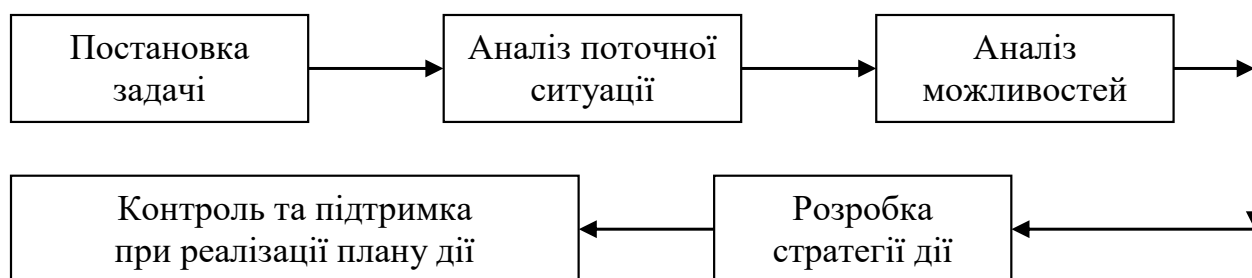 Постановка
задачі
Аналіз поточної
ситуації
Аналіз
можливостей
Розробка
стратегії дії
Контроль та підтримка
при реалізації плану дії